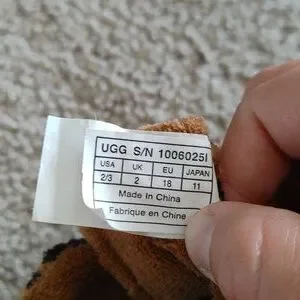 UGG S/N 1006025I
USA UK EU JAPAN
2/3 2 18 11
Made In China
Fabrique en Chine